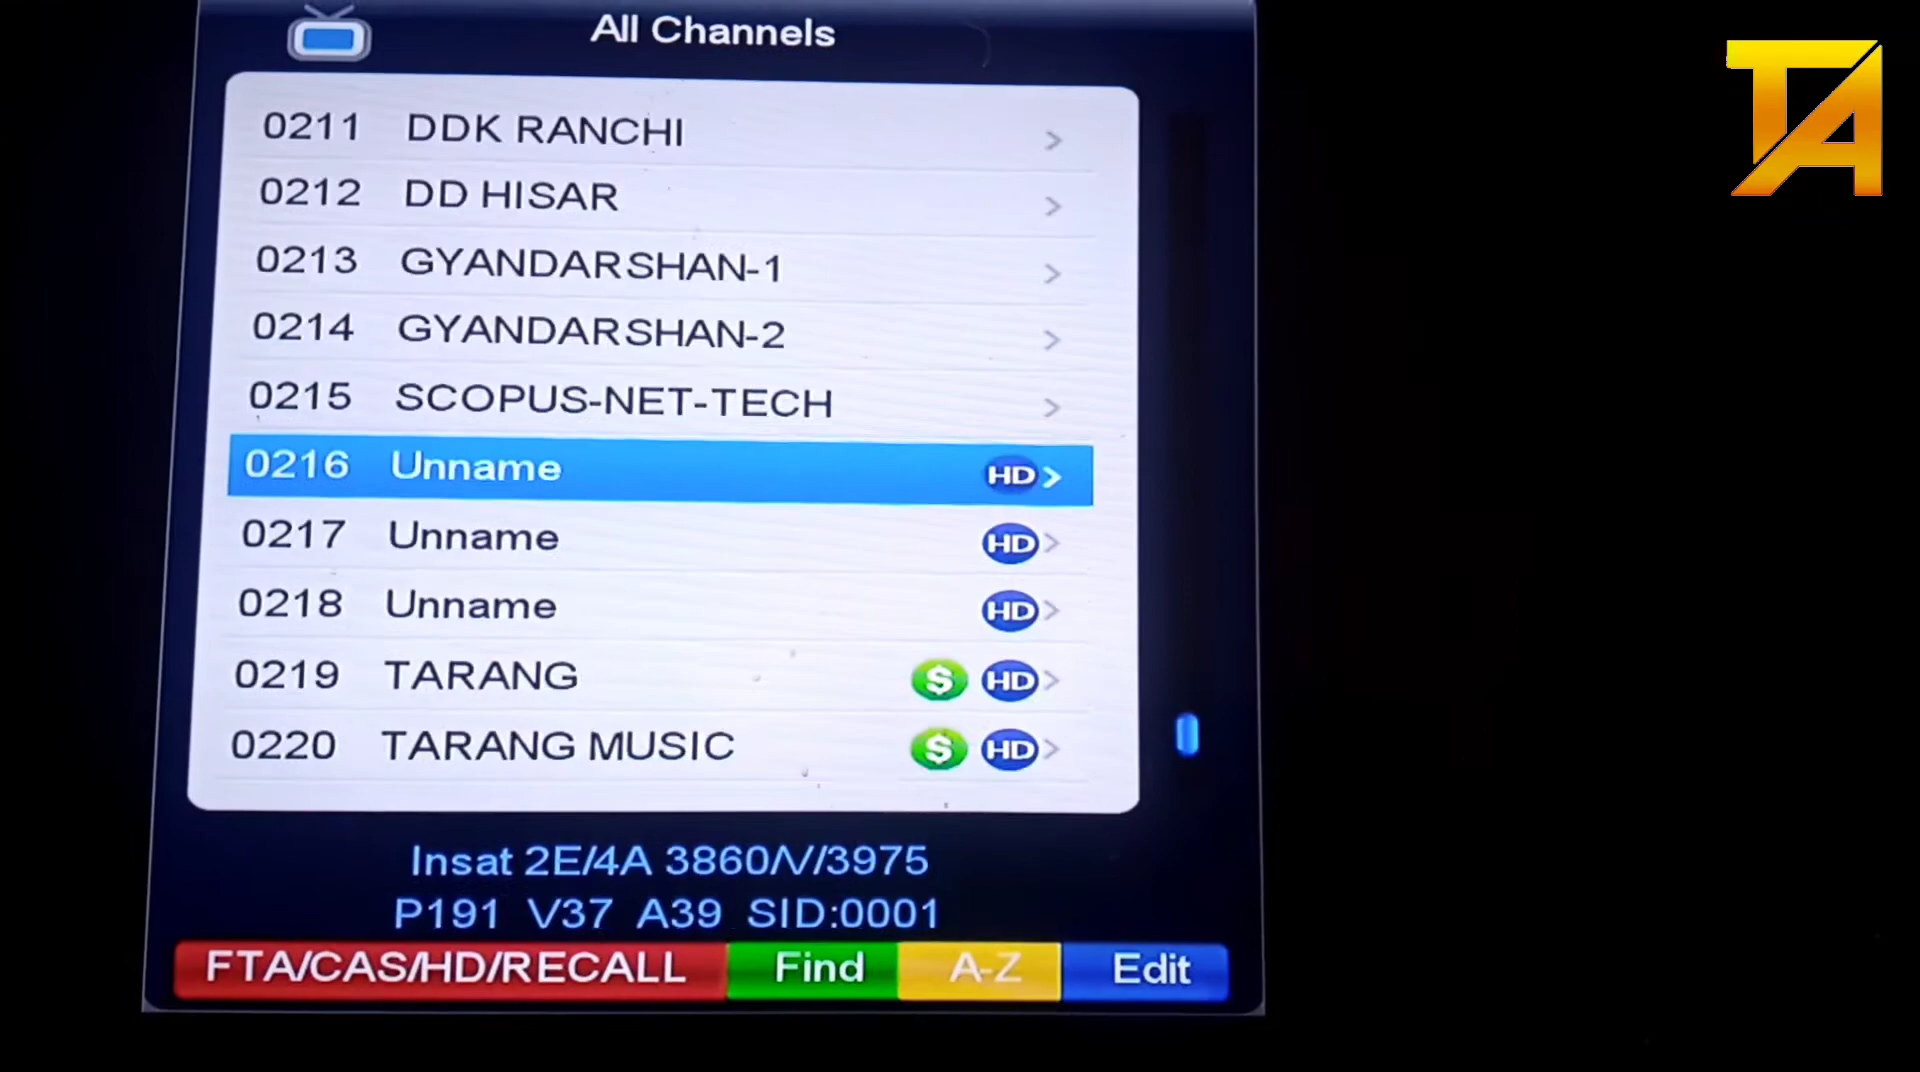 All Channels
TA
0211 DDK RANCHI >
0212 DD HISAR >
0213 GYANDARSHAN-1 >
0214 GYANDARSHAN-2 >
0215 SCOPUS-NET-TECH >
0216 Unname HD >
0217 Unname HD >
0218 Unname HD >
0219 TARANG $ HD >
0220 TARANG MUSIC $ HD >
Insat 2E/4A 3860/V/3975
P191 V37 A39 SID:0001
FTA/CAS/HD/RECALL Find A-Z Edit